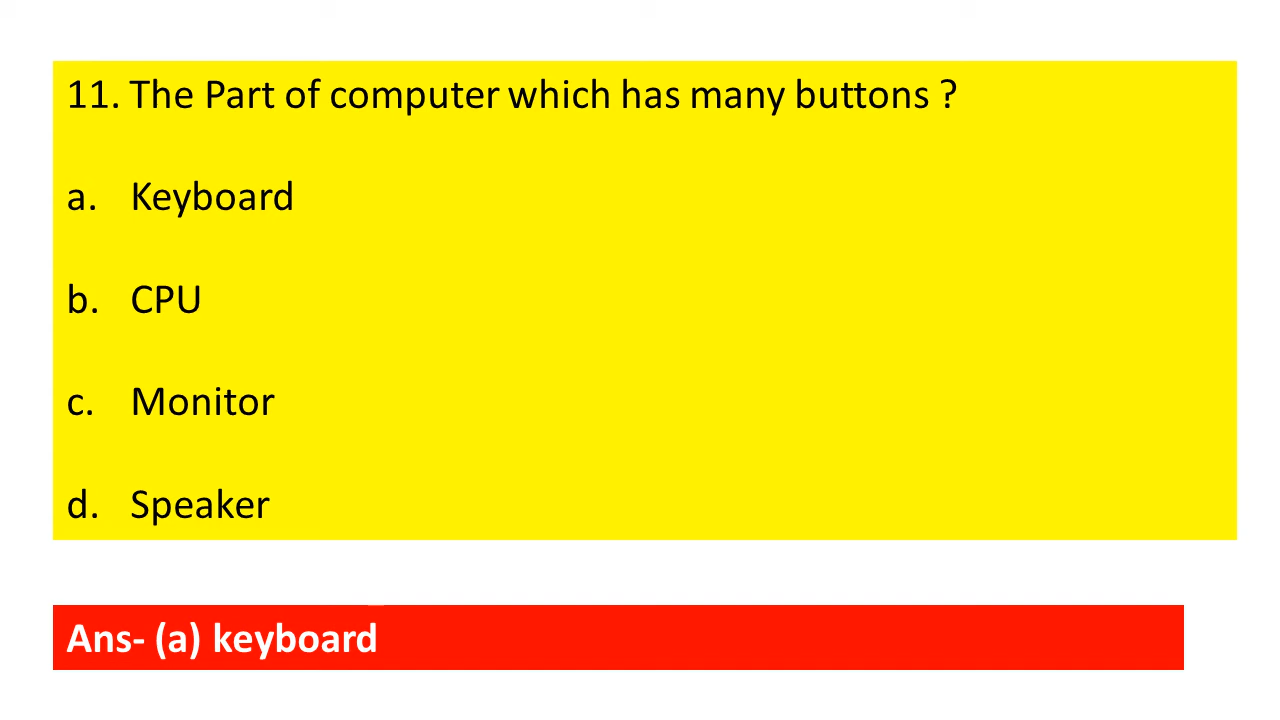 11. The Part of computer which has many buttons ?
a. Keyboard
b. CPU
c. Monitor
d. Speaker
Ans- (a) keyboard